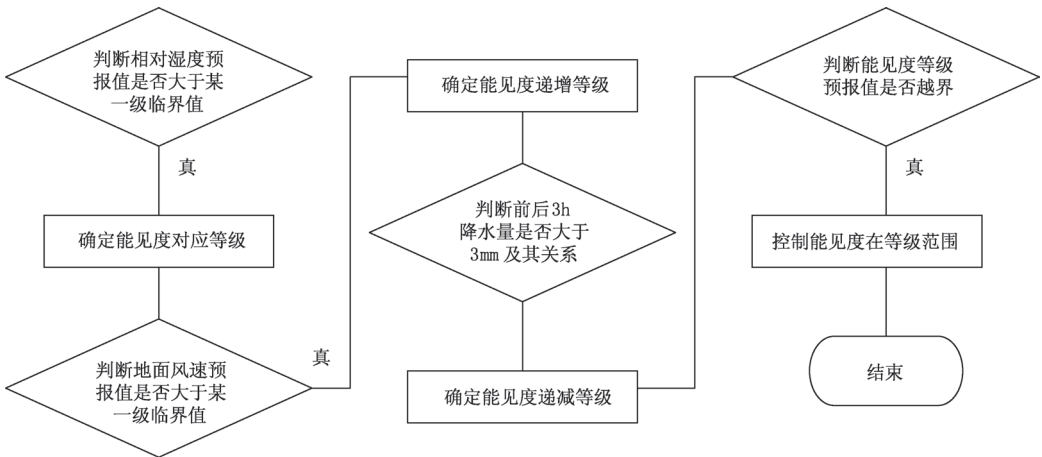 判断相对湿度预
报值是否大于某
一级临界值
真
确定能见度对应等级
判断地面风速预
报值是否大于某
一级临界值
真
确定能见度递增等级
判断前后3h
降水量是否大于
3mm及其关系
确定能见度递减等级
判断能见度等级
预报值是否越界
真
控制能见度在等级范围
结束